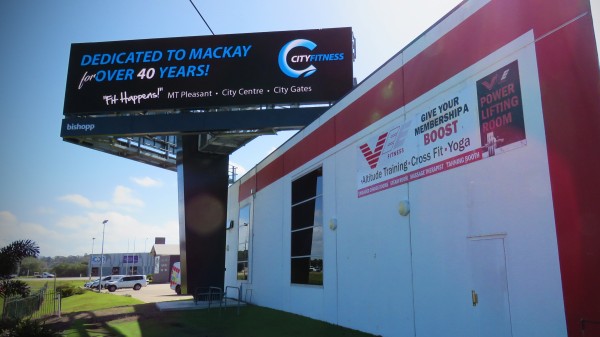 DEDICATED TO MACKAY
for OVER 40 YEARS!
CITYFITNESS
"Fit Happens!" MT Pleasant • City Centre • City Gates
bishopp
FITNESS
GIVE YOUR
MEMBERSHIP A
BOOST
•Altitude Training•Cross Fit•Yoga
POWER
LIFTING
ROOM